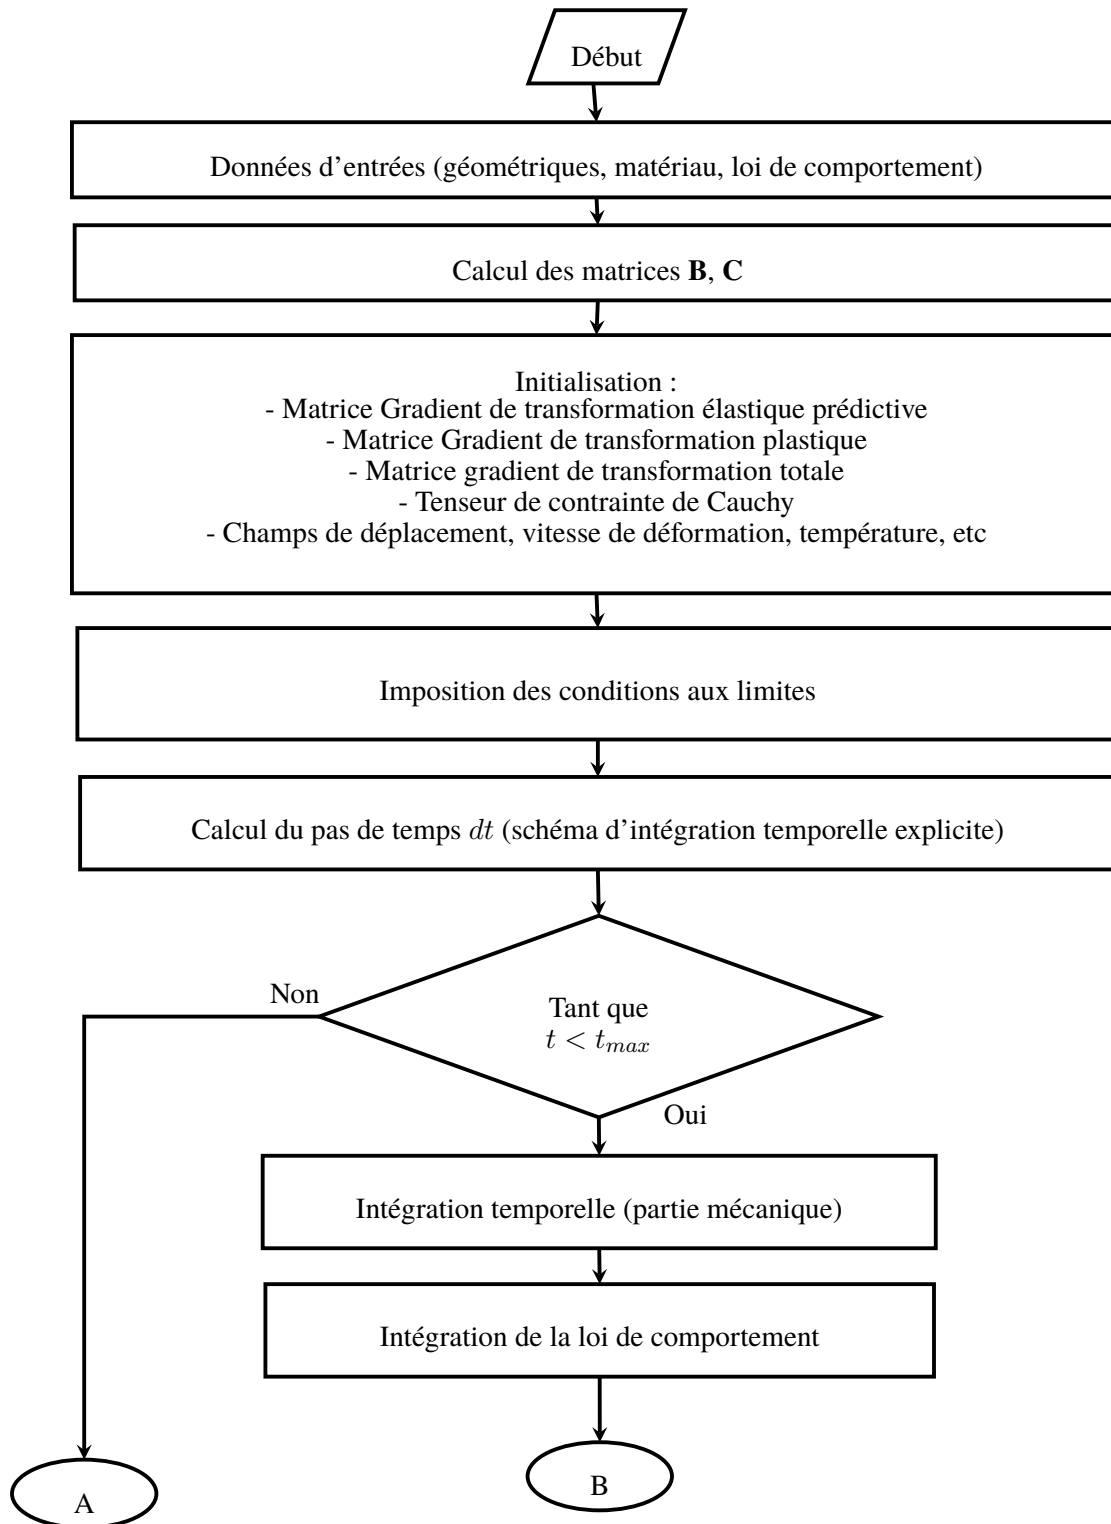 Début
Données d'entrées (géométriques, matériau, loi de comportement)
Calcul des matrices B, C
Initialisation :
- Matrice Gradient de transformation élastique prédictive
- Matrice Gradient de transformation plastique
- Matrice gradient de transformation totale
- Tenseur de contrainte de Cauchy
- Champs de déplacement, vitesse de déformation, température, etc
Imposition des conditions aux limites
Calcul du pas de temps dt (schéma d'intégration temporelle explicite)
Non
Tant que
t < t_{max}
Oui
Intégration temporelle (partie mécanique)
Intégration de la loi de comportement
A
B